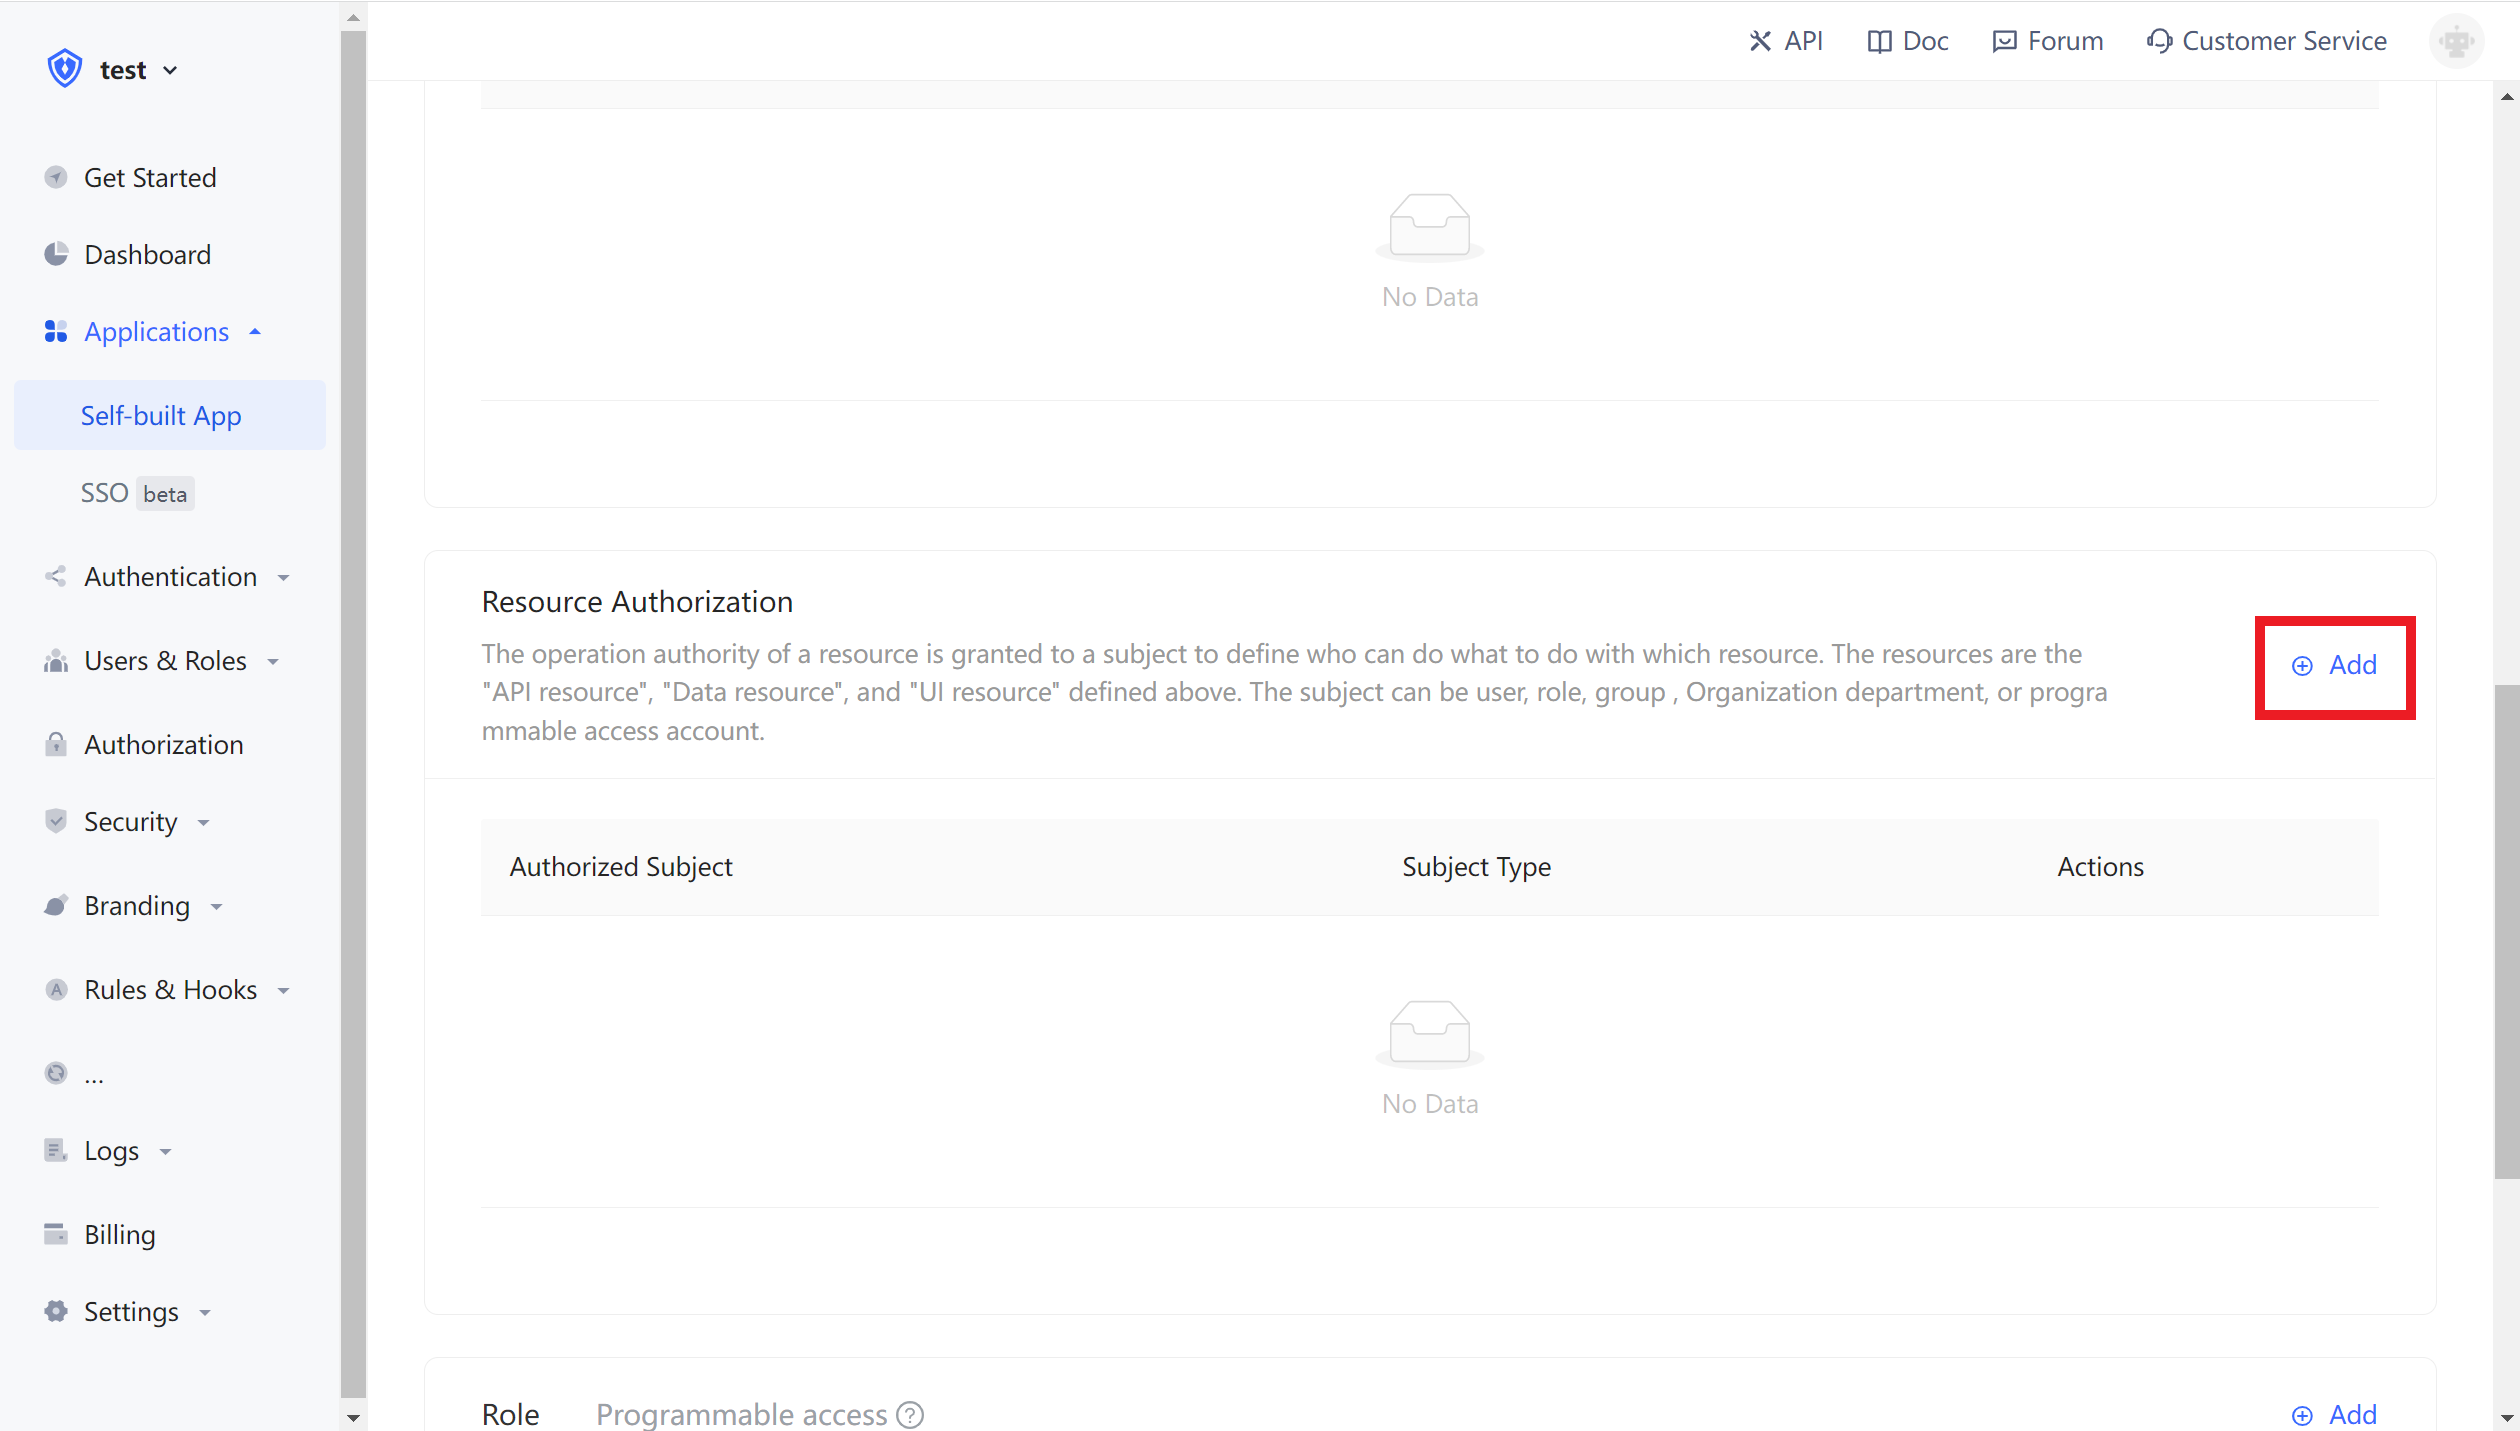 test
API
Doc
Forum
Customer Service
Get Started
Dashboard
Applications
Self-built App
SSO beta
Authentication
Users & Roles
Authorization
Security
Branding
Rules & Hooks
...
Logs
Billing
Settings
No Data
Resource Authorization
The operation authority of a resource is granted to a subject to define who can do what to do with which resource. The resources are the
"API resource", "Data resource", and "UI resource" defined above. The subject can be user, role, group , Organization department, or progra
mmable access account.
Add
Authorized Subject
Subject Type
Actions
No Data
Role
Programmable access
Add